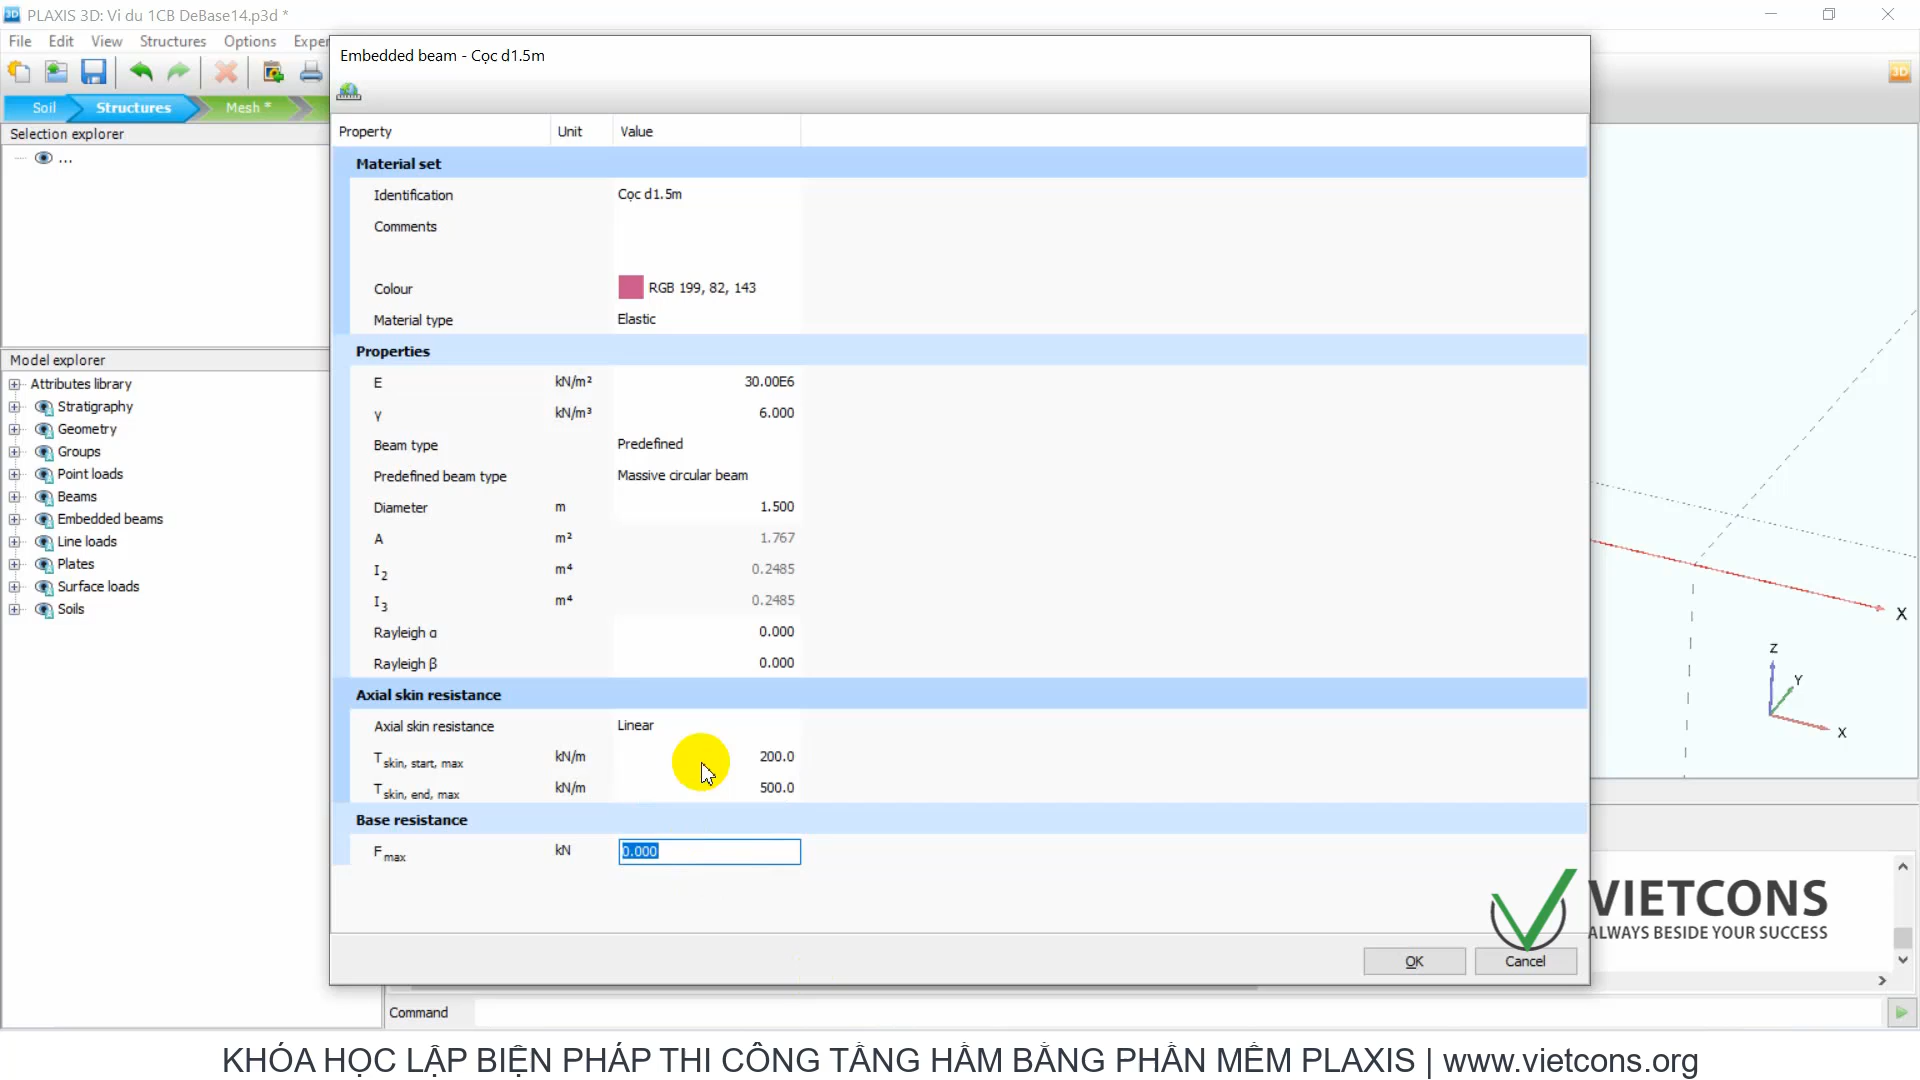 PLAXIS 3D: Vi du 1CB DeBase14.p3d *
File Edit View Structures Options Exper
Soil Structures Mesh *
Selection explorer
...
Model explorer
Attributes library
Stratigraphy
Geometry
Groups
Point loads
Beams
Embedded beams
Line loads
Plates
Surface loads
Soils
Embedded beam - Cọc d1.5m
Property Unit Value
Material set
Identification Cọc d1.5m
Comments
Colour RGB 199, 82, 143
Material type Elastic
Properties
E kN/m² 30.00E6
γ kN/m³ 6.000
Beam type Predefined
Predefined beam type Massive circular beam
Diameter m 1.500
A m² 1.767
I2 m⁴ 0.2485
I3 m⁴ 0.2485
Rayleigh α 0.000
Rayleigh β 0.000
Axial skin resistance
Axial skin resistance Linear
T skin, start, max kN/m 200.0
T skin, end, max kN/m 500.0
Base resistance
F max kN 0.000
OK Cancel
3D
X
Z
Y
X
VIETCONS
ALWAYS BESIDE YOUR SUCCESS
Command
KHÓA HỌC LẬP BIỆN PHÁP THI CÔNG TẦNG HẦM BẰNG PHẦN MỀM PLAXIS | www.vietcons.org